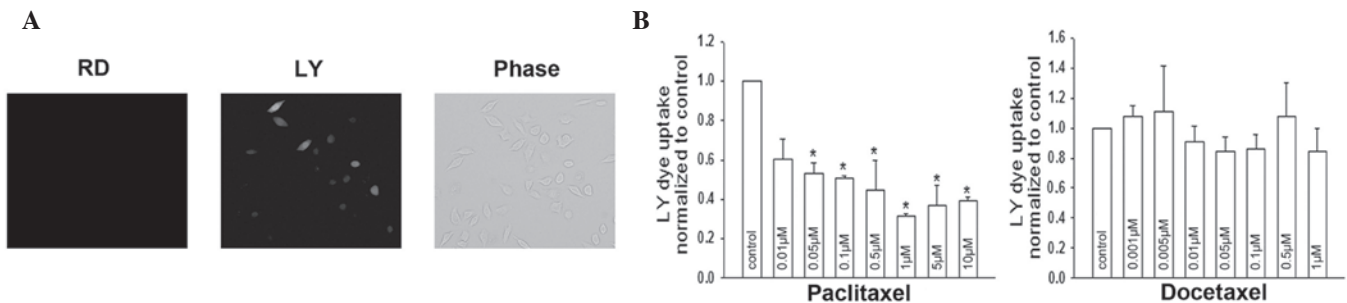 A
RD
LY
Phase
B
LY dye uptake
normalized to control
1.2
1.0
0.8
0.6
0.4
0.2
0.0
control
0.01µM
0.05µM
0.1µM
0.5µM
1µM
5µM
10µM
*
*
*
*
*
*
*
Paclitaxel
LY dye uptake
normalized to control
1.6
1.4
1.2
1.0
0.8
0.6
0.4
0.2
0.0
control
0.001µM
0.005µM
0.01µM
0.05µM
0.1µM
0.5µM
1µM
Docetaxel